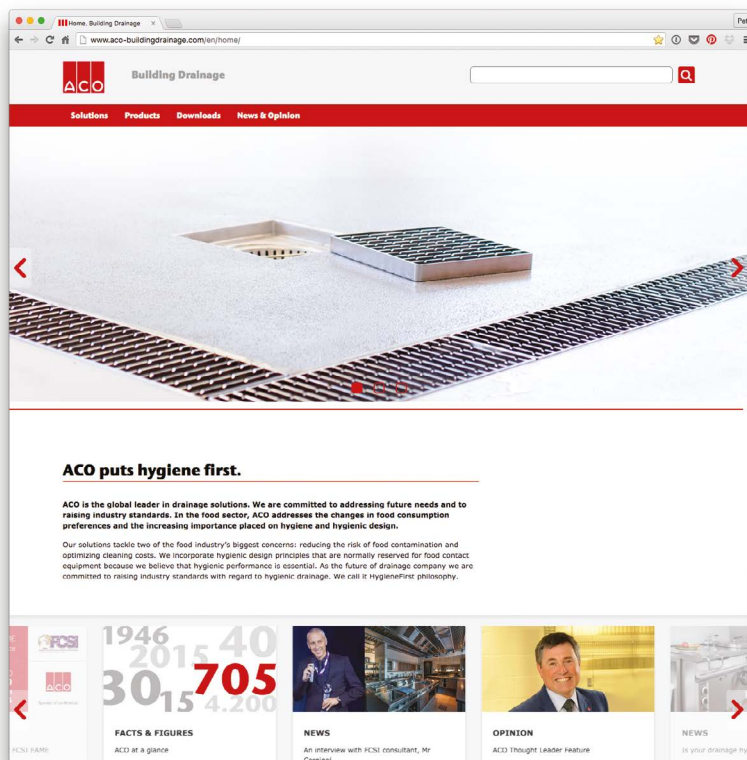 Home. Building Drainage
Pet
www.aco-buildingdrainage.com/en/home/
ACO
Building Drainage
Solutions Products Downloads News & Opinion
ACO puts hygiene first.
ACO is the global leader in drainage solutions. We are committed to addressing future needs and to
raising industry standards. In the food sector, ACO addresses the changes in food consumption
preferences and the increasing importance placed on hygiene and hygienic design.
Our solutions tackle two of the food industry's biggest concerns: reducing the risk of food contamination and
optimizing cleaning costs. We incorporate hygienic design principles that are normally reserved for food contact
equipment because we believe that hygienic performance is essential. As the future of drainage company we are
committed to raising industry standards with regard to hygienic drainage. We call it HygieneFirst philosophy.
FCSI
ACO
FCSI EAME
1946
2015
40
30
15
705
4.200
FACTS & FIGURES
ACO at a glance
NEWS
An interview with FCSI consultant, Mr
OPINION
ACO Thought Leader Feature
NEWS
Is your drainage hy